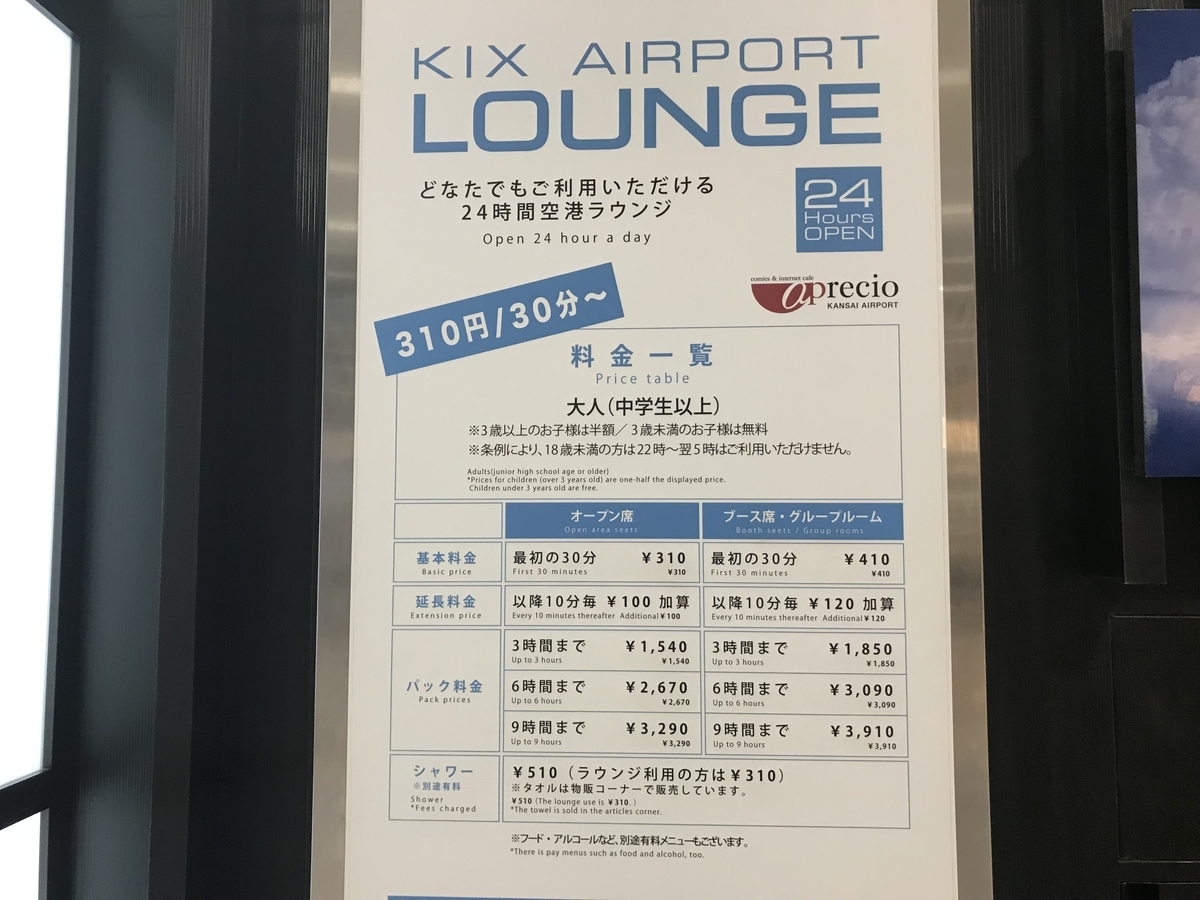 KIX AIRPORT
LOUNGE
どなたでもご利用いただける
24時間空港ラウンジ
Open 24 hour a day
24
Hours
OPEN
comics & internet cafe
aprecio
KANSAI AIRPORT
310円/30分～
料金一覧
Price table
大人(中学生以上)
※3歳以上のお子様は半額／3歳未満のお子様は無料
※条例により、18歳未満の方は22時～翌5時はご利用いただけません。
Adults(junior high school age or older)
*Prices for children (over 3 years old) are one-half the displayed price.
Children under 3 years old are free.
オープン席 ブース席・グループルーム
Open area seets Booth seets / Group rooms
基本料金 最初の30分 ¥310 最初の30分 ¥410
Basic price First 30 minutes ¥310 First 30 minutes ¥410
延長料金 以降10分毎 ¥100 加算 以降10分毎 ¥120 加算
Extension price Every 10 minutes thereafter Additional¥100 Every 10 minutes thereafter Additional¥120
パック料金
Pack prices
3時間まで ¥1,540 3時間まで ¥1,850
Up to 3 hours ¥1,540 Up to 3 hours ¥1,850
6時間まで ¥2,670 6時間まで ¥3,090
Up to 6 hours ¥2,670 Up to 6 hours ¥3,090
9時間まで ¥3,290 9時間まで ¥3,910
Up to 9 hours ¥3,290 Up to 9 hours ¥3,910
シャワー
※別途有料
Shower
*Fees charged
¥510（ラウンジ利用の方は¥310）
※タオルは物販コーナーで販売しています。
¥510 (The lounge use is ¥310. )
*The towel is sold in the articles corner.
※フード・アルコールなど、別途有料メニューもございます。
*There is pay menus such as food and alcohol, too.